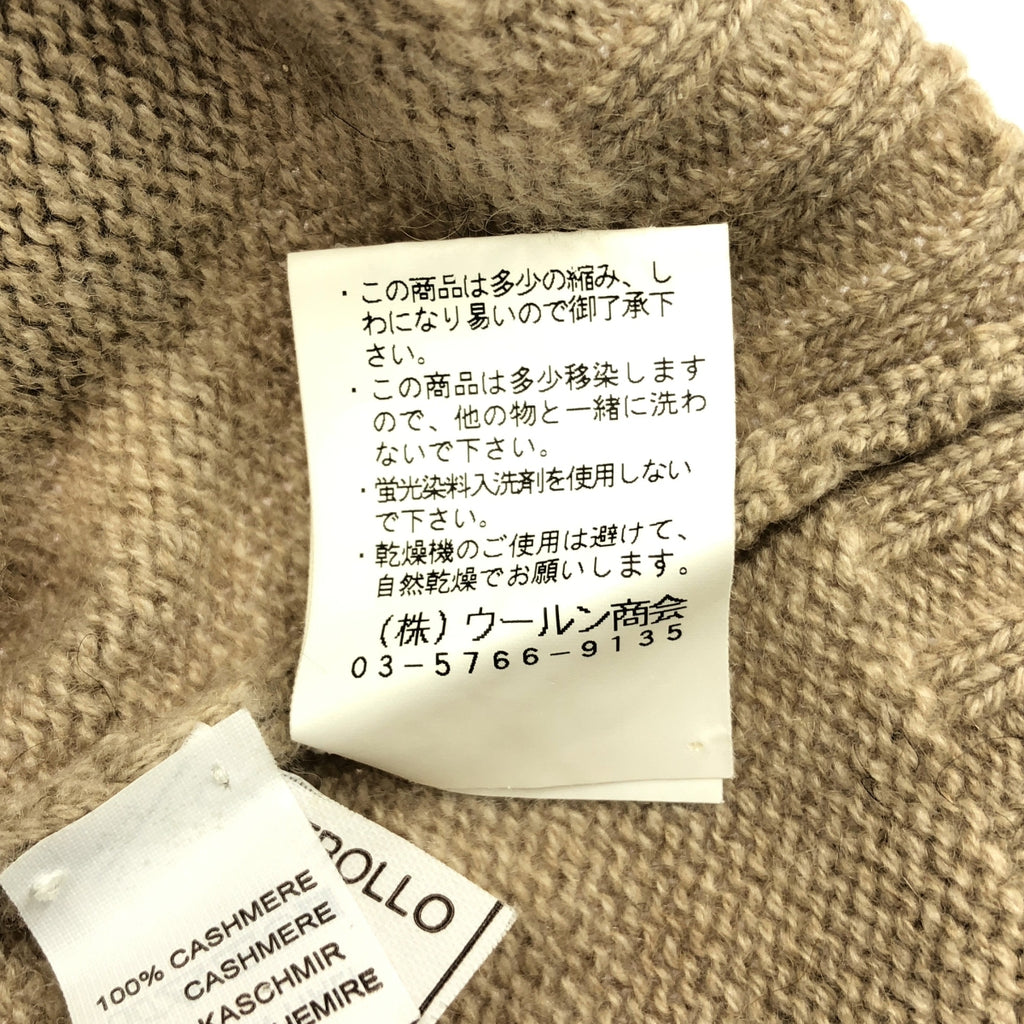 ・この商品は多少の縮み、し
わになり易いので御了承下
さい。
・この商品は多少移染します
ので、他の物と一緒に洗わ
ないで下さい。
・蛍光染料入洗剤を使用しない
で下さい。
・乾燥機のご使用は避けて、
自然乾燥でお願いします。
(株)ウールン商会
03-5766-9135
ROLLO
100% CASHMERE
CASHMERE
KASCHMIR